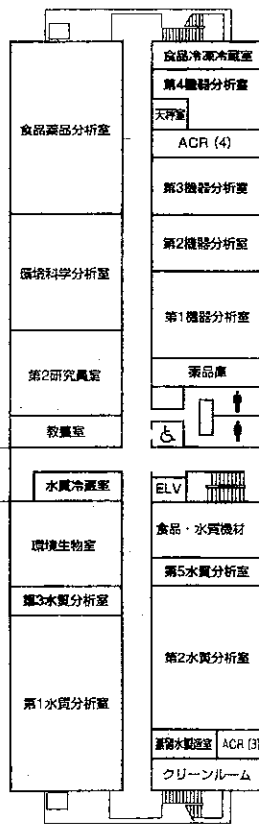 食品冷凍冷蔵室
第4機器分析室
天秤室
食品薬品分析室
ACR (4)
第3機器分析室
第2機器分析室
環境科学分析室
第1機器分析室
第2研究員室
薬品庫
教養室
水質冷蔵室
ELV
環境生物室
食品・水質機材
第5水質分析室
第3水質分析室
第2水質分析室
第1水質分析室
蒸留水製造室
ACR (3)
クリーンルーム